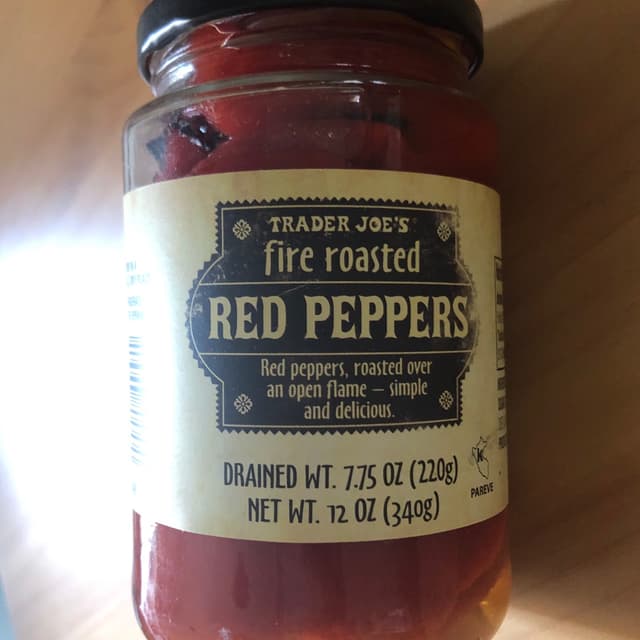 TRADER JOE'S
fire roasted
RED PEPPERS
Red peppers, roasted over
an open flame – simple
and delicious.
DRAINED WT. 7.75 OZ (220g)
NET WT. 12 OZ (340g)
K
PAREVE